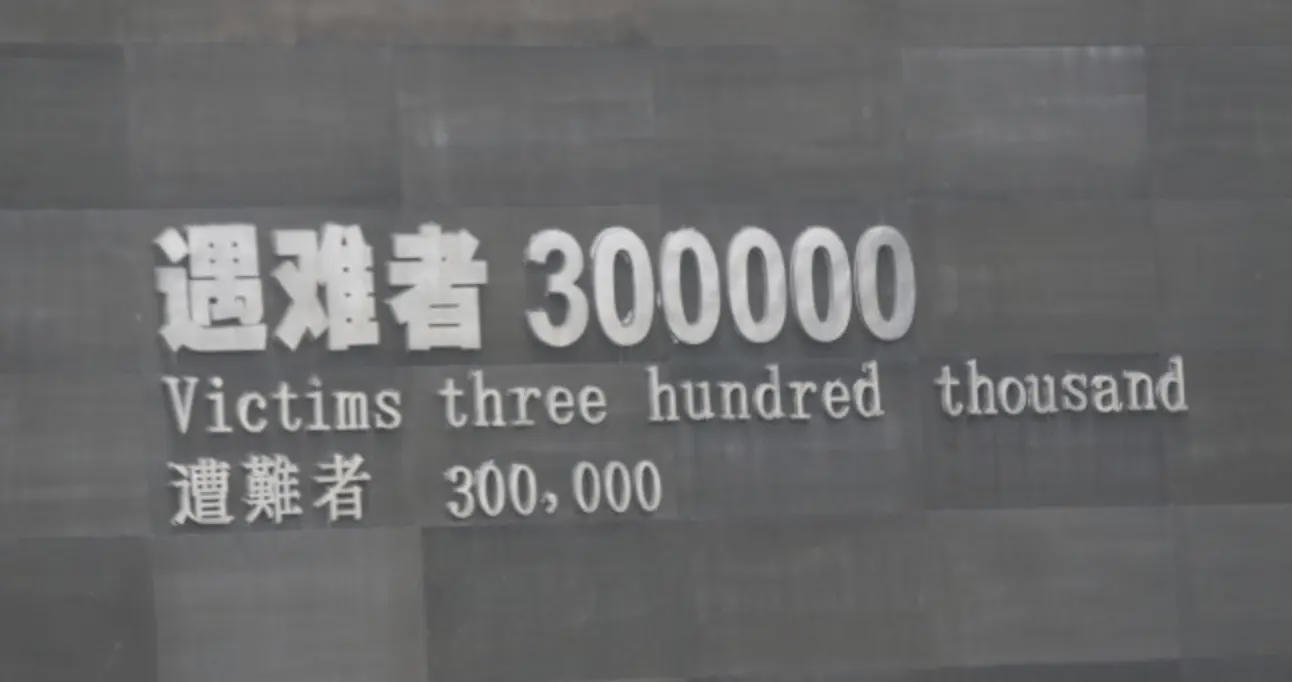 遇难者 300000
Victims three hundred thousand
遭難者 300,000